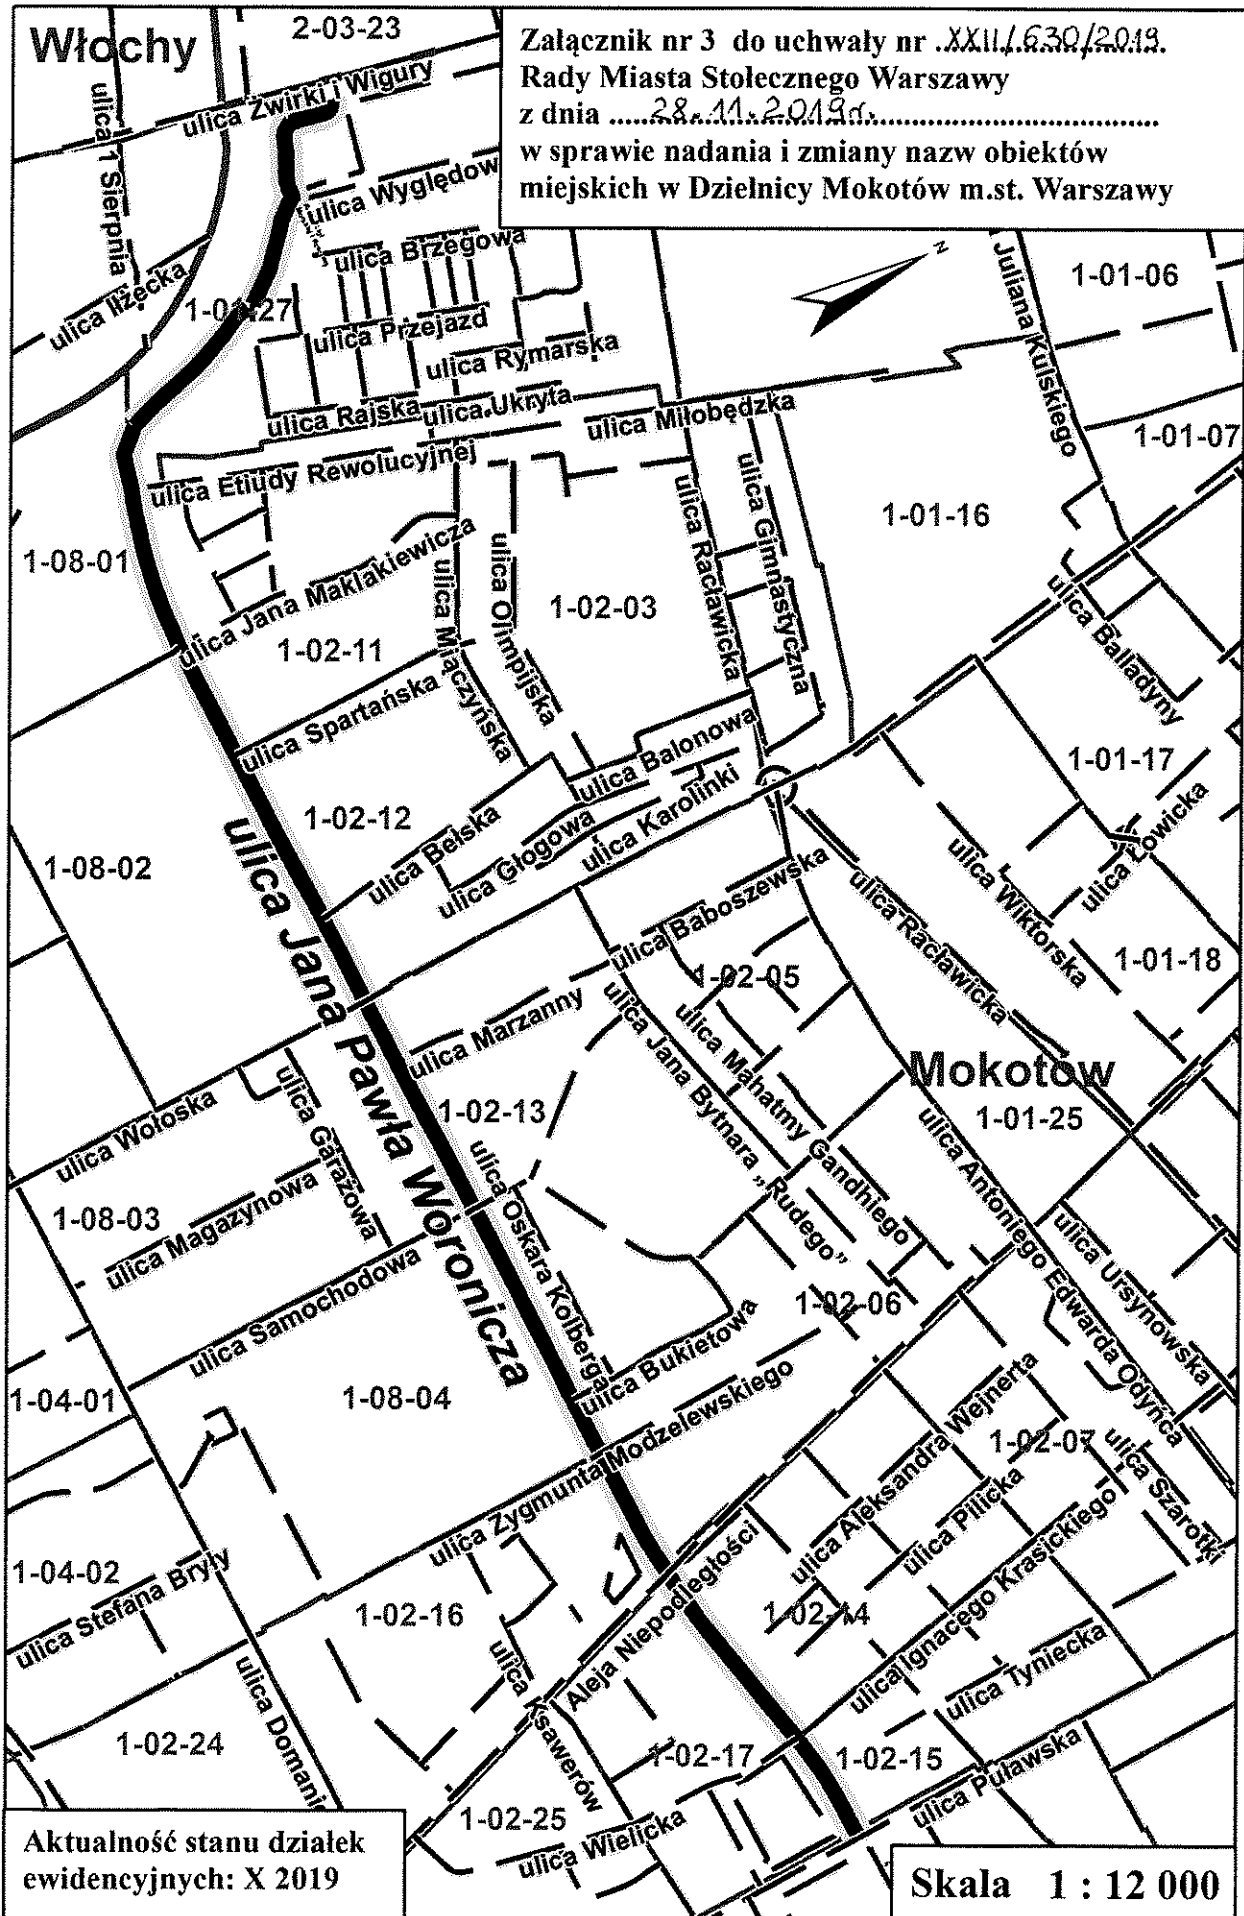 Włochy
2-03-23
Załącznik nr 3 do uchwały nr .XXII/.630/2019.
Rady Miasta Stołecznego Warszawy
z dnia .....28.11.2019r.......................................
w sprawie nadania i zmiany nazw obiektów
miejskich w Dzielnicy Mokotów m.st. Warszawy
ulica Żwirki i Wigury
ulica 1 Sierpnia
ulica Wyględow
ulica Brzegowa
ulica Iłżecka
1-01-27
ulica Przejazd
ulica Rymarska
ulica Rajska
ulica Ukryta
ulica Miłobędzka
ulica Etiudy Rewolucyjnej
N
Juliana Kulskiego
1-01-06
1-01-07
1-01-16
1-08-01
ulica Jana Maklakiewicza
ulica Miączyńska
ulica Olimpijska
1-02-03
ulica Racławicka
ulica Gimnastyczna
1-02-11
ulica Spartańska
ulica Balladyny
1-01-17
ulica Balonowa
1-02-12
ulica Bełska
ulica Głogowa
ulica Karolinki
1-08-02
ulica Jana Pawła Woronicza
ulica Baboszewska
ulica Racławicka
ulica Wiktorska
ulica Łowicka
1-01-18
1-02-05
ulica Marzanny
ulica Jana Bytnara „Rudego”
ulica Mahatmy Gandhiego
Mokotów
1-01-25
ulica Wołoska
ulica Garażowa
1-02-13
ulica Oskara Kolberga
ulica Antoniego Edwarda Odyńca
ulica Ursynowska
1-08-03
ulica Magazynowa
ulica Samochodowa
1-02-06
ulica Bukietowa
1-04-01
1-08-04
ulica Zygmunta Modzelewskiego
ulica Aleksandra Wejnerta
1-02-07
ulica Pilicka
ulica Szarotki
1-04-02
ulica Stefana Bryły
1-02-16
Aleja Niepodległości
1-02-14
ulica Ignacego Krasickiego
ulica Tyniecka
ulica Domanie
ulica Ksawerów
1-02-24
1-02-17
1-02-15
ulica Puławska
1-02-25
ulica Wielicka
Aktualność stanu działek
ewidencyjnych: X 2019
Skala 1 : 12 000